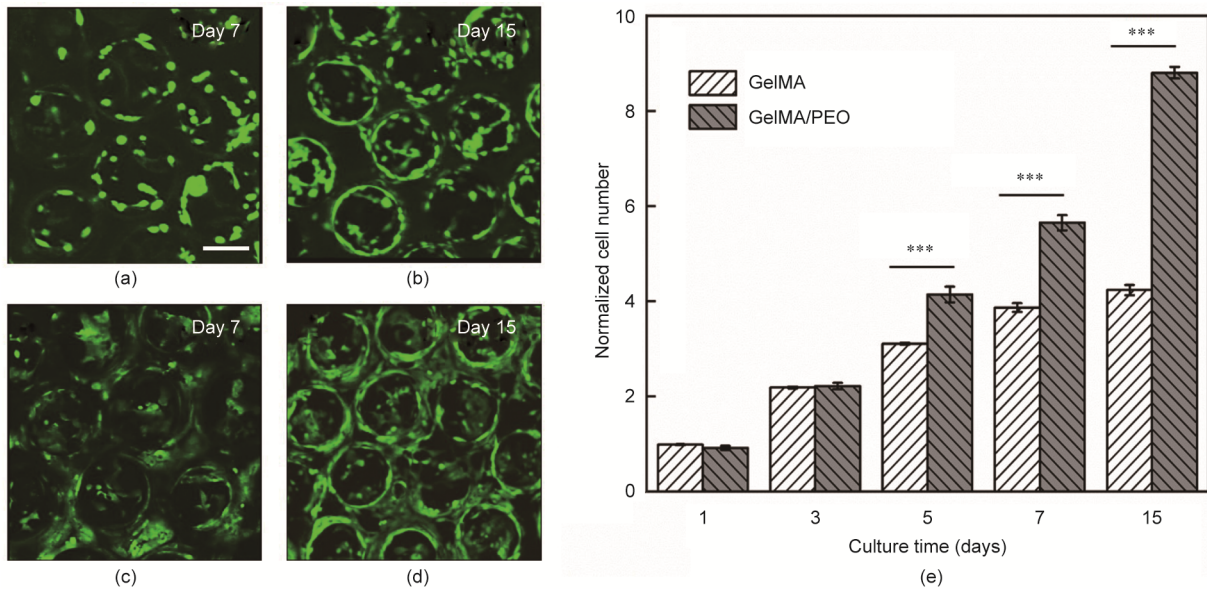 Day 7
(a)
Day 15
(b)
Day 7
(c)
Day 15
(d)
Normalized cell number
10
8
6
4
2
0
GelMA
GelMA/PEO
***
***
***
1 3 5 7 15
Culture time (days)
(e)